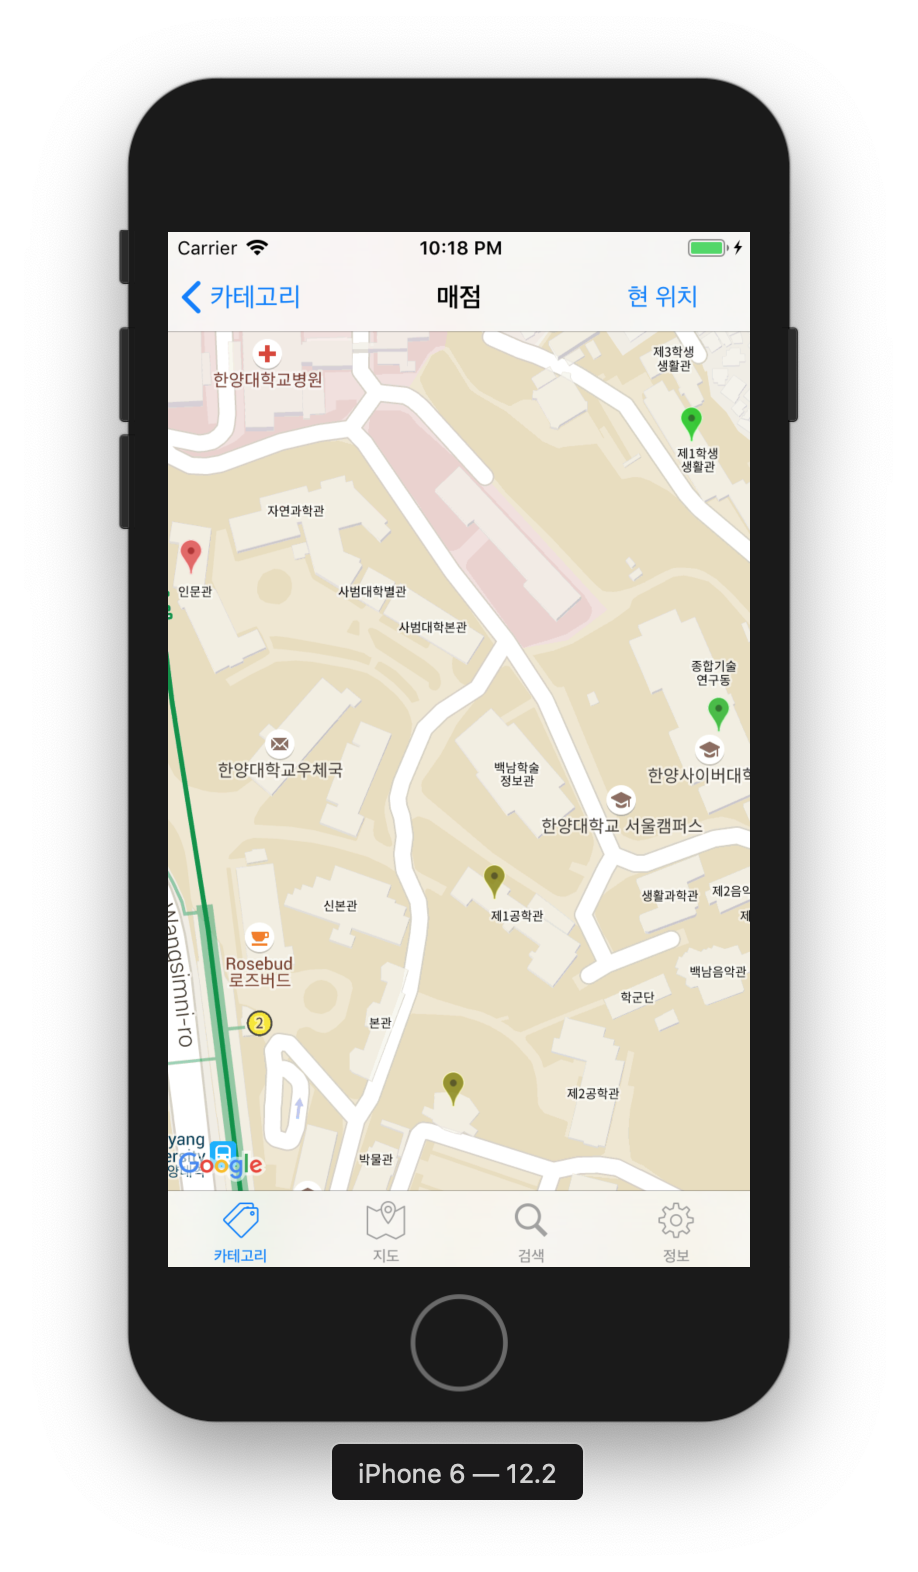 Carrier
10:18 PM
카테고리
매점
현 위치
제3학생
생활관
한양대학교병원
제1학생
생활관
자연과학관
인문관
사범대학별관
사범대학본관
종합기술
연구동
한양대학교우체국
백남학술
정보관
한양사이버대학
한양대학교 서울캠퍼스
생활과학관
제2음악
제
신본관
제1공학관
Wangsimni-ro
Rosebud
로즈버드
백남음악관
학군단
2
본관
제2공학관
yang
박물관
Google
카테고리
지도
검색
정보
iPhone 6 — 12.2